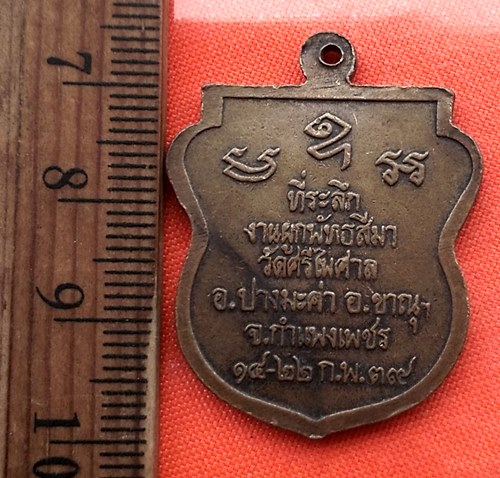 ที่ระลึก
งานผูกพัทธสีมา
วัดศรีไพศาล
อ.ปางมะค่า อ.ขาณุฯ
จ.กำแพงเพชร
๑๔-๒๒ ก.พ.๓๙
7
8
9
10